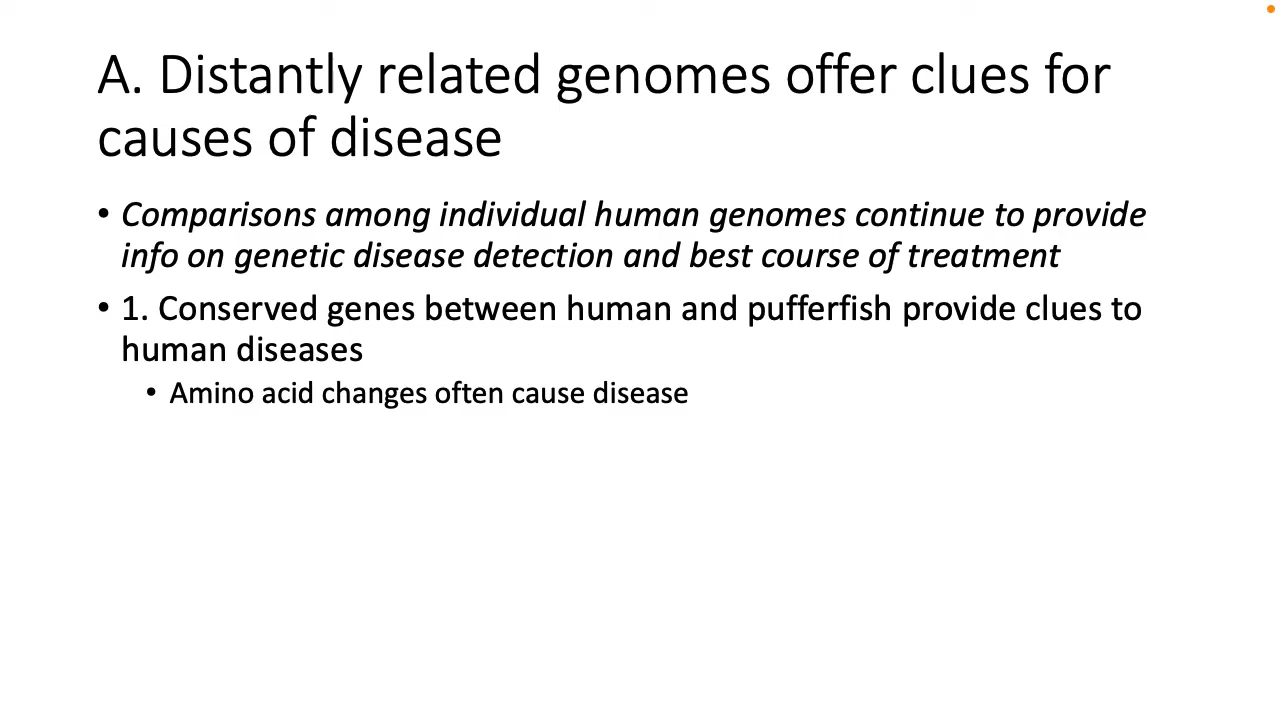 A. Distantly related genomes offer clues for
causes of disease
• Comparisons among individual human genomes continue to provide
info on genetic disease detection and best course of treatment
• 1. Conserved genes between human and pufferfish provide clues to
human diseases
• Amino acid changes often cause disease